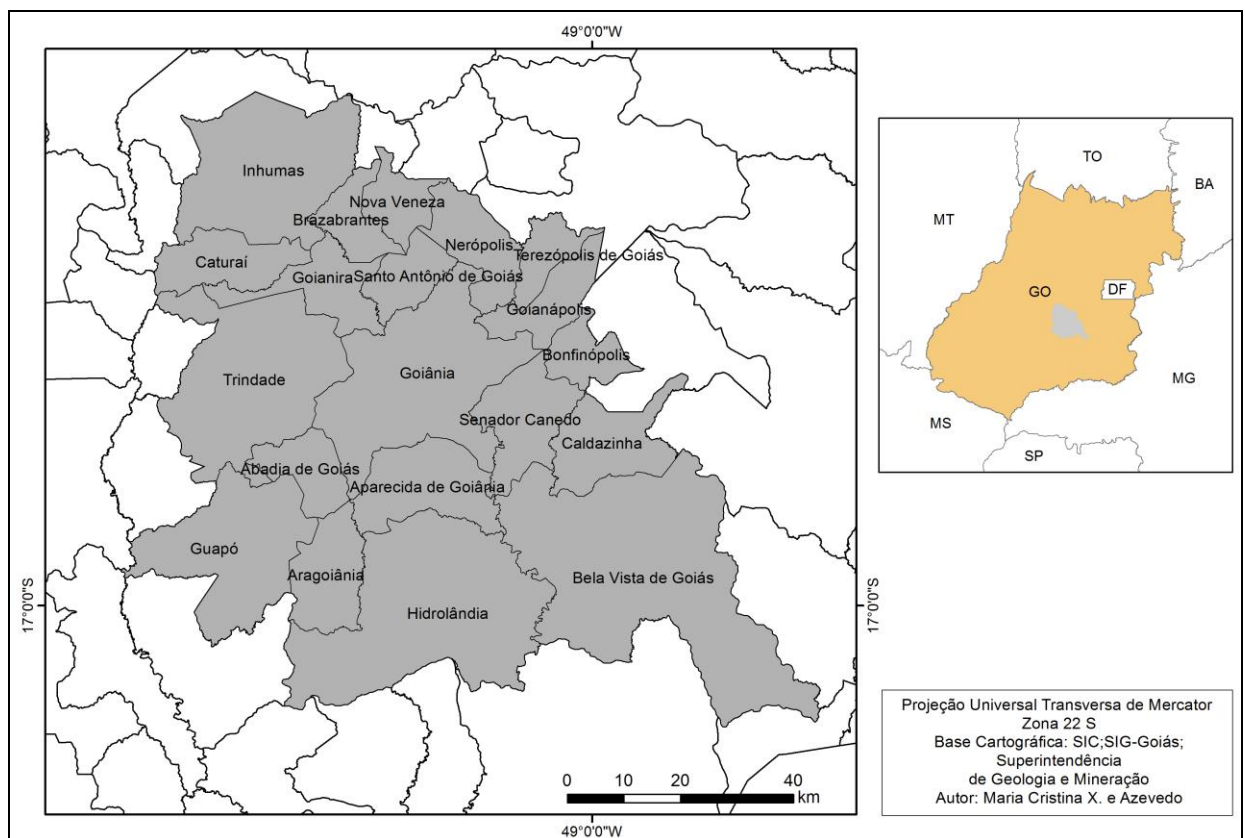 49°0'0"W
Inhumas
Nova Veneza
Brazabrantes
Nerópolis
Terezópolis de Goiás
Caturaí
Goianira
Santo Antônio de Goiás
Goianápolis
Bonfinópolis
Trindade
Goiânia
Senador Canedo
Caldazinha
Abadia de Goiás
Aparecida de Goiânia
Guapó
Aragoiânia
Bela Vista de Goiás
Hidrolândia
17°0'0"S
17°0'0"S
0 10 20 40
km
49°0'0"W
TO
BA
MT
GO
DF
MG
MS
SP
Projeção Universal Transversa de Mercator
Zona 22 S
Base Cartográfica: SIC;SIG-Goiás;
Superintendência
de Geologia e Mineração
Autor: Maria Cristina X. e Azevedo